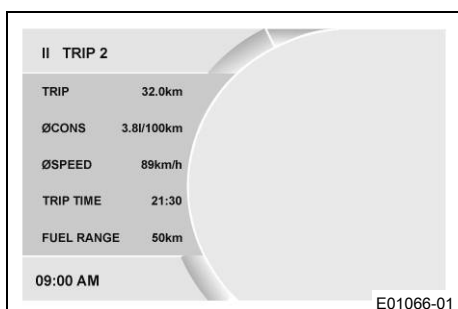 II TRIP 2
TRIP 32.0km
ØCONS 3.8l/100km
ØSPEED 89km/h
TRIP TIME 21:30
FUEL RANGE 50km
09:00 AM
E01066-01